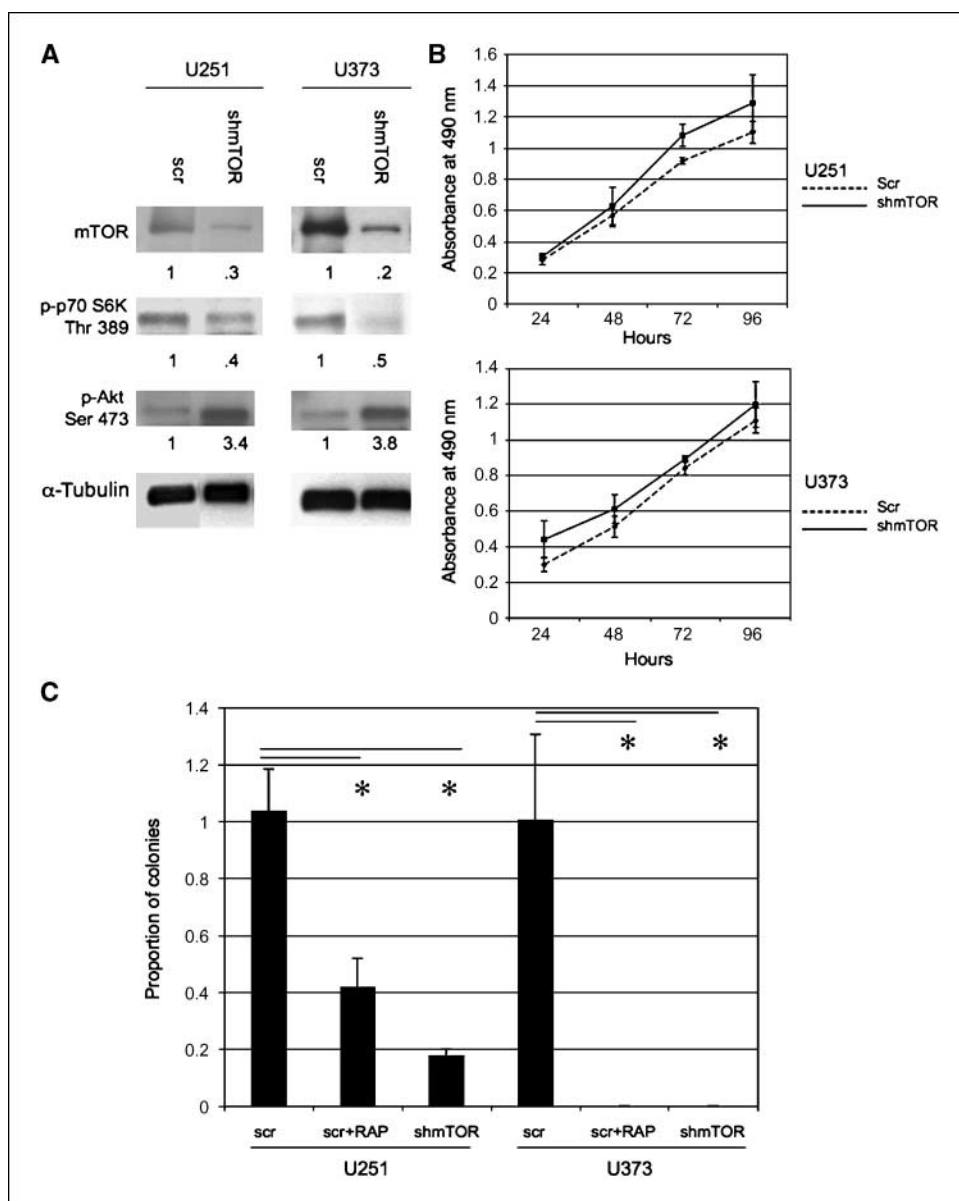 A
U251
U373
scr
shmTOR
scr
shmTOR
mTOR
1 .3 1 .2
p-p70 S6K
Thr 389
1 .4 1 .5
p-Akt
Ser 473
1 3.4 1 3.8
α-Tubulin
B
Absorbance at 490 nm
1.6
1.4
1.2
1
0.8
0.6
0.4
0.2
0
24 48 72 96
Hours
U251
Scr
shmTOR
Absorbance at 490 nm
1.4
1.2
1
0.8
0.6
0.4
0.2
0
24 48 72 96
Hours
U373
Scr
shmTOR
C
Proportion of colonies
1.4
1.2
1
0.8
0.6
0.4
0.2
0
* * * *
scr scr+RAP shmTOR scr scr+RAP shmTOR
U251 U373